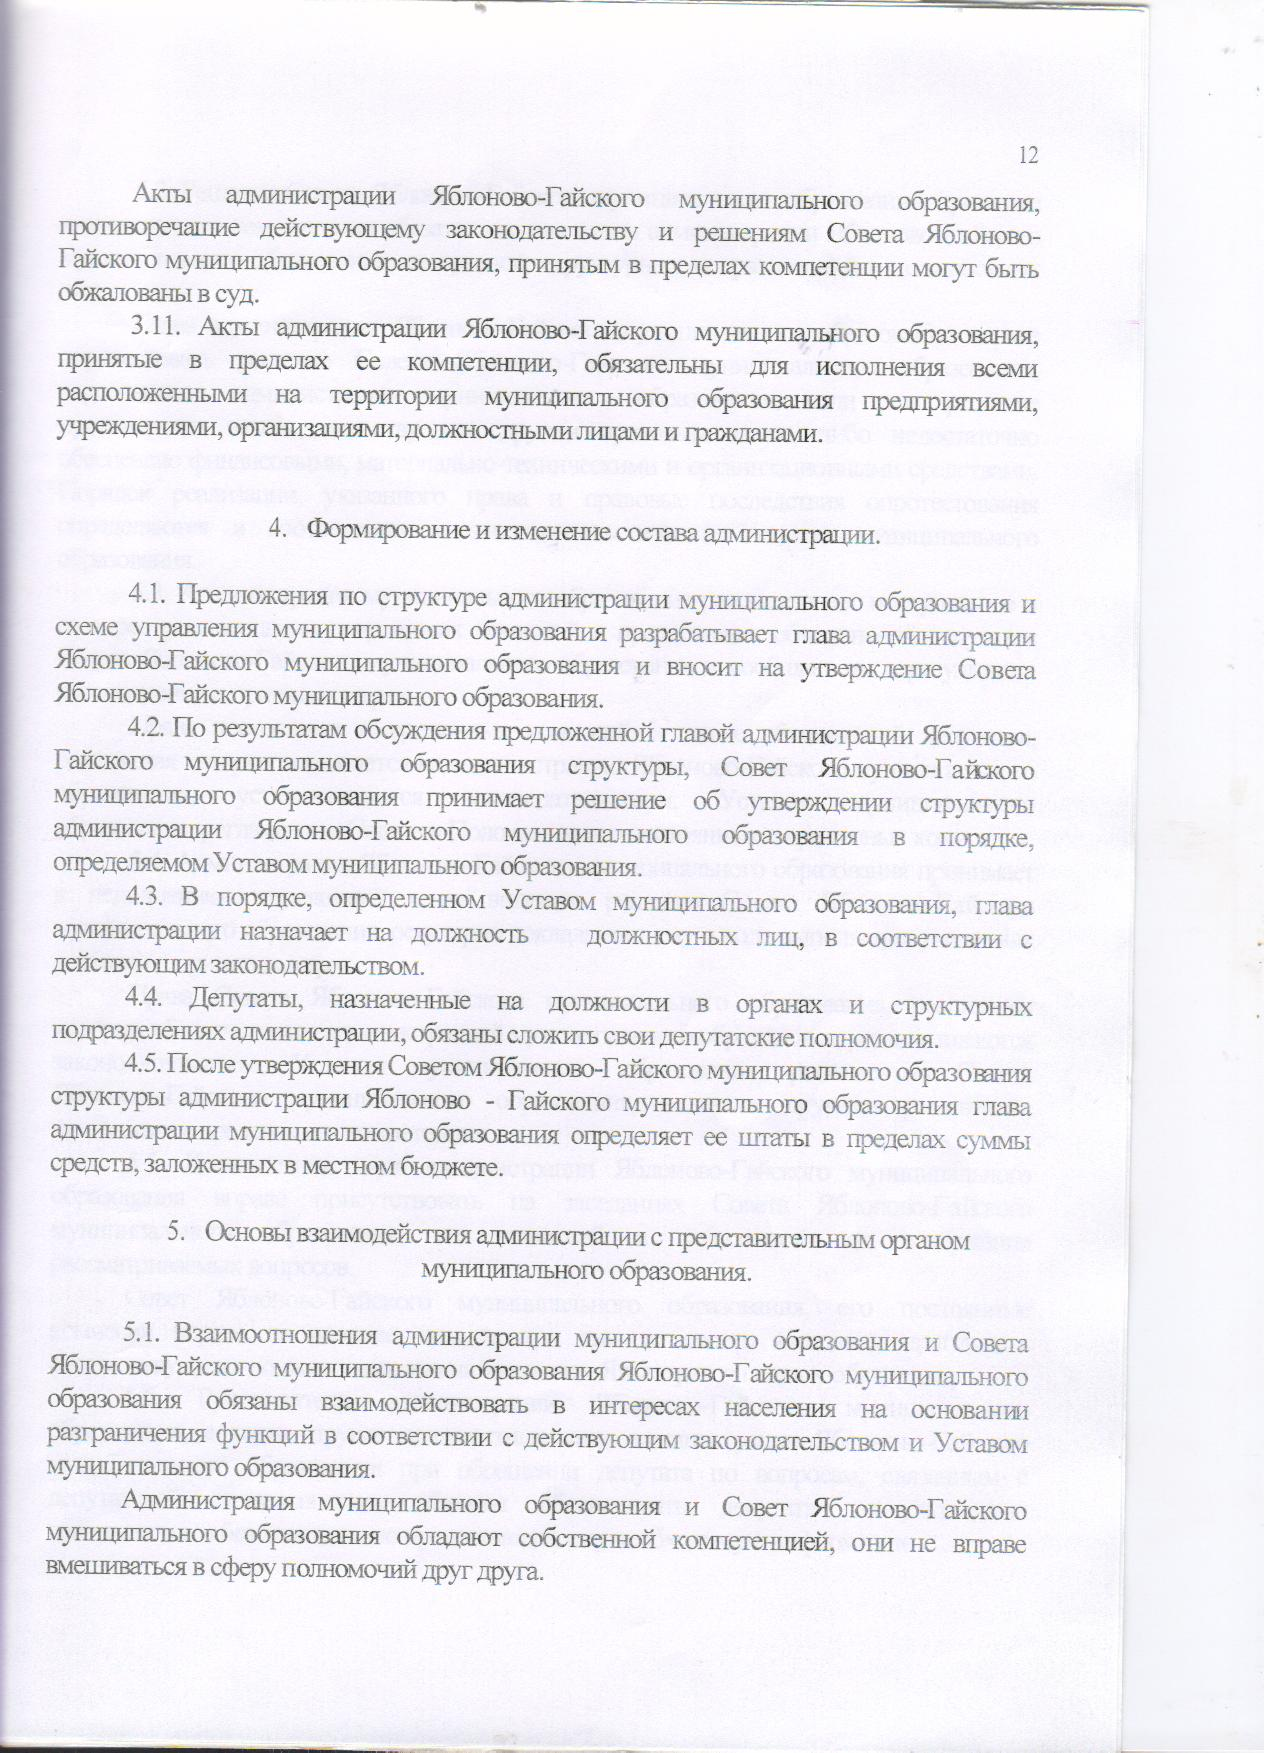 12
Акты администрации Яблоново-Гайского муниципального образования,
противоречащие действующему законодательству и решениям Совета Яблоново-
Гайского муниципального образования, принятым в пределах компетенции могут быть
обжалованы в суд.
3.11. Акты администрации Яблоново-Гайского муниципального образования,
принятые в пределах ее компетенции, обязательны для исполнения всеми
расположенными на территории муниципального образования предприятиями,
учреждениями, организациями, должностными лицами и гражданами.
4. Формирование и изменение состава администрации.
4.1. Предложения по структуре администрации муниципального образования и
схеме управления муниципального образования разрабатывает глава администрации
Яблоново-Гайского муниципального образования и вносит на утверждение Совета
Яблоново-Гайского муниципального образования.
4.2. По результатам обсуждения предложенной главой администрации Яблоново-
Гайского муниципального образования структуры, Совет Яблоново-Гайского
муниципального образования принимает решение об утверждении структуры
администрации Яблоново-Гайского муниципального образования в порядке,
определяемом Уставом муниципального образования.
4.3. В порядке, определенном Уставом муниципального образования, глава
администрации назначает на должность должностных лиц, в соответствии с
действующим законодательством.
4.4. Депутаты, назначенные на должности в органах и структурных
подразделениях администрации, обязаны сложить свои депутатские полномочия.
4.5. После утверждения Советом Яблоново-Гайского муниципального образования
структуры администрации Яблоново - Гайского муниципального образования глава
администрации муниципального образования определяет ее штаты в пределах суммы
средств, заложенных в местном бюджете.
5. Основы взаимодействия администрации с представительным органом
муниципального образования.
5.1. Взаимоотношения администрации муниципального образования и Совета
Яблоново-Гайского муниципального образования Яблоново-Гайского муниципального
образования обязаны взаимодействовать в интересах населения на основании
разграничения функций в соответствии с действующим законодательством и Уставом
муниципального образования.
Администрация муниципального образования и Совет Яблоново-Гайского
муниципального образования обладают собственной компетенцией, они не вправе
вмешиваться в сферу полномочий друг друга.